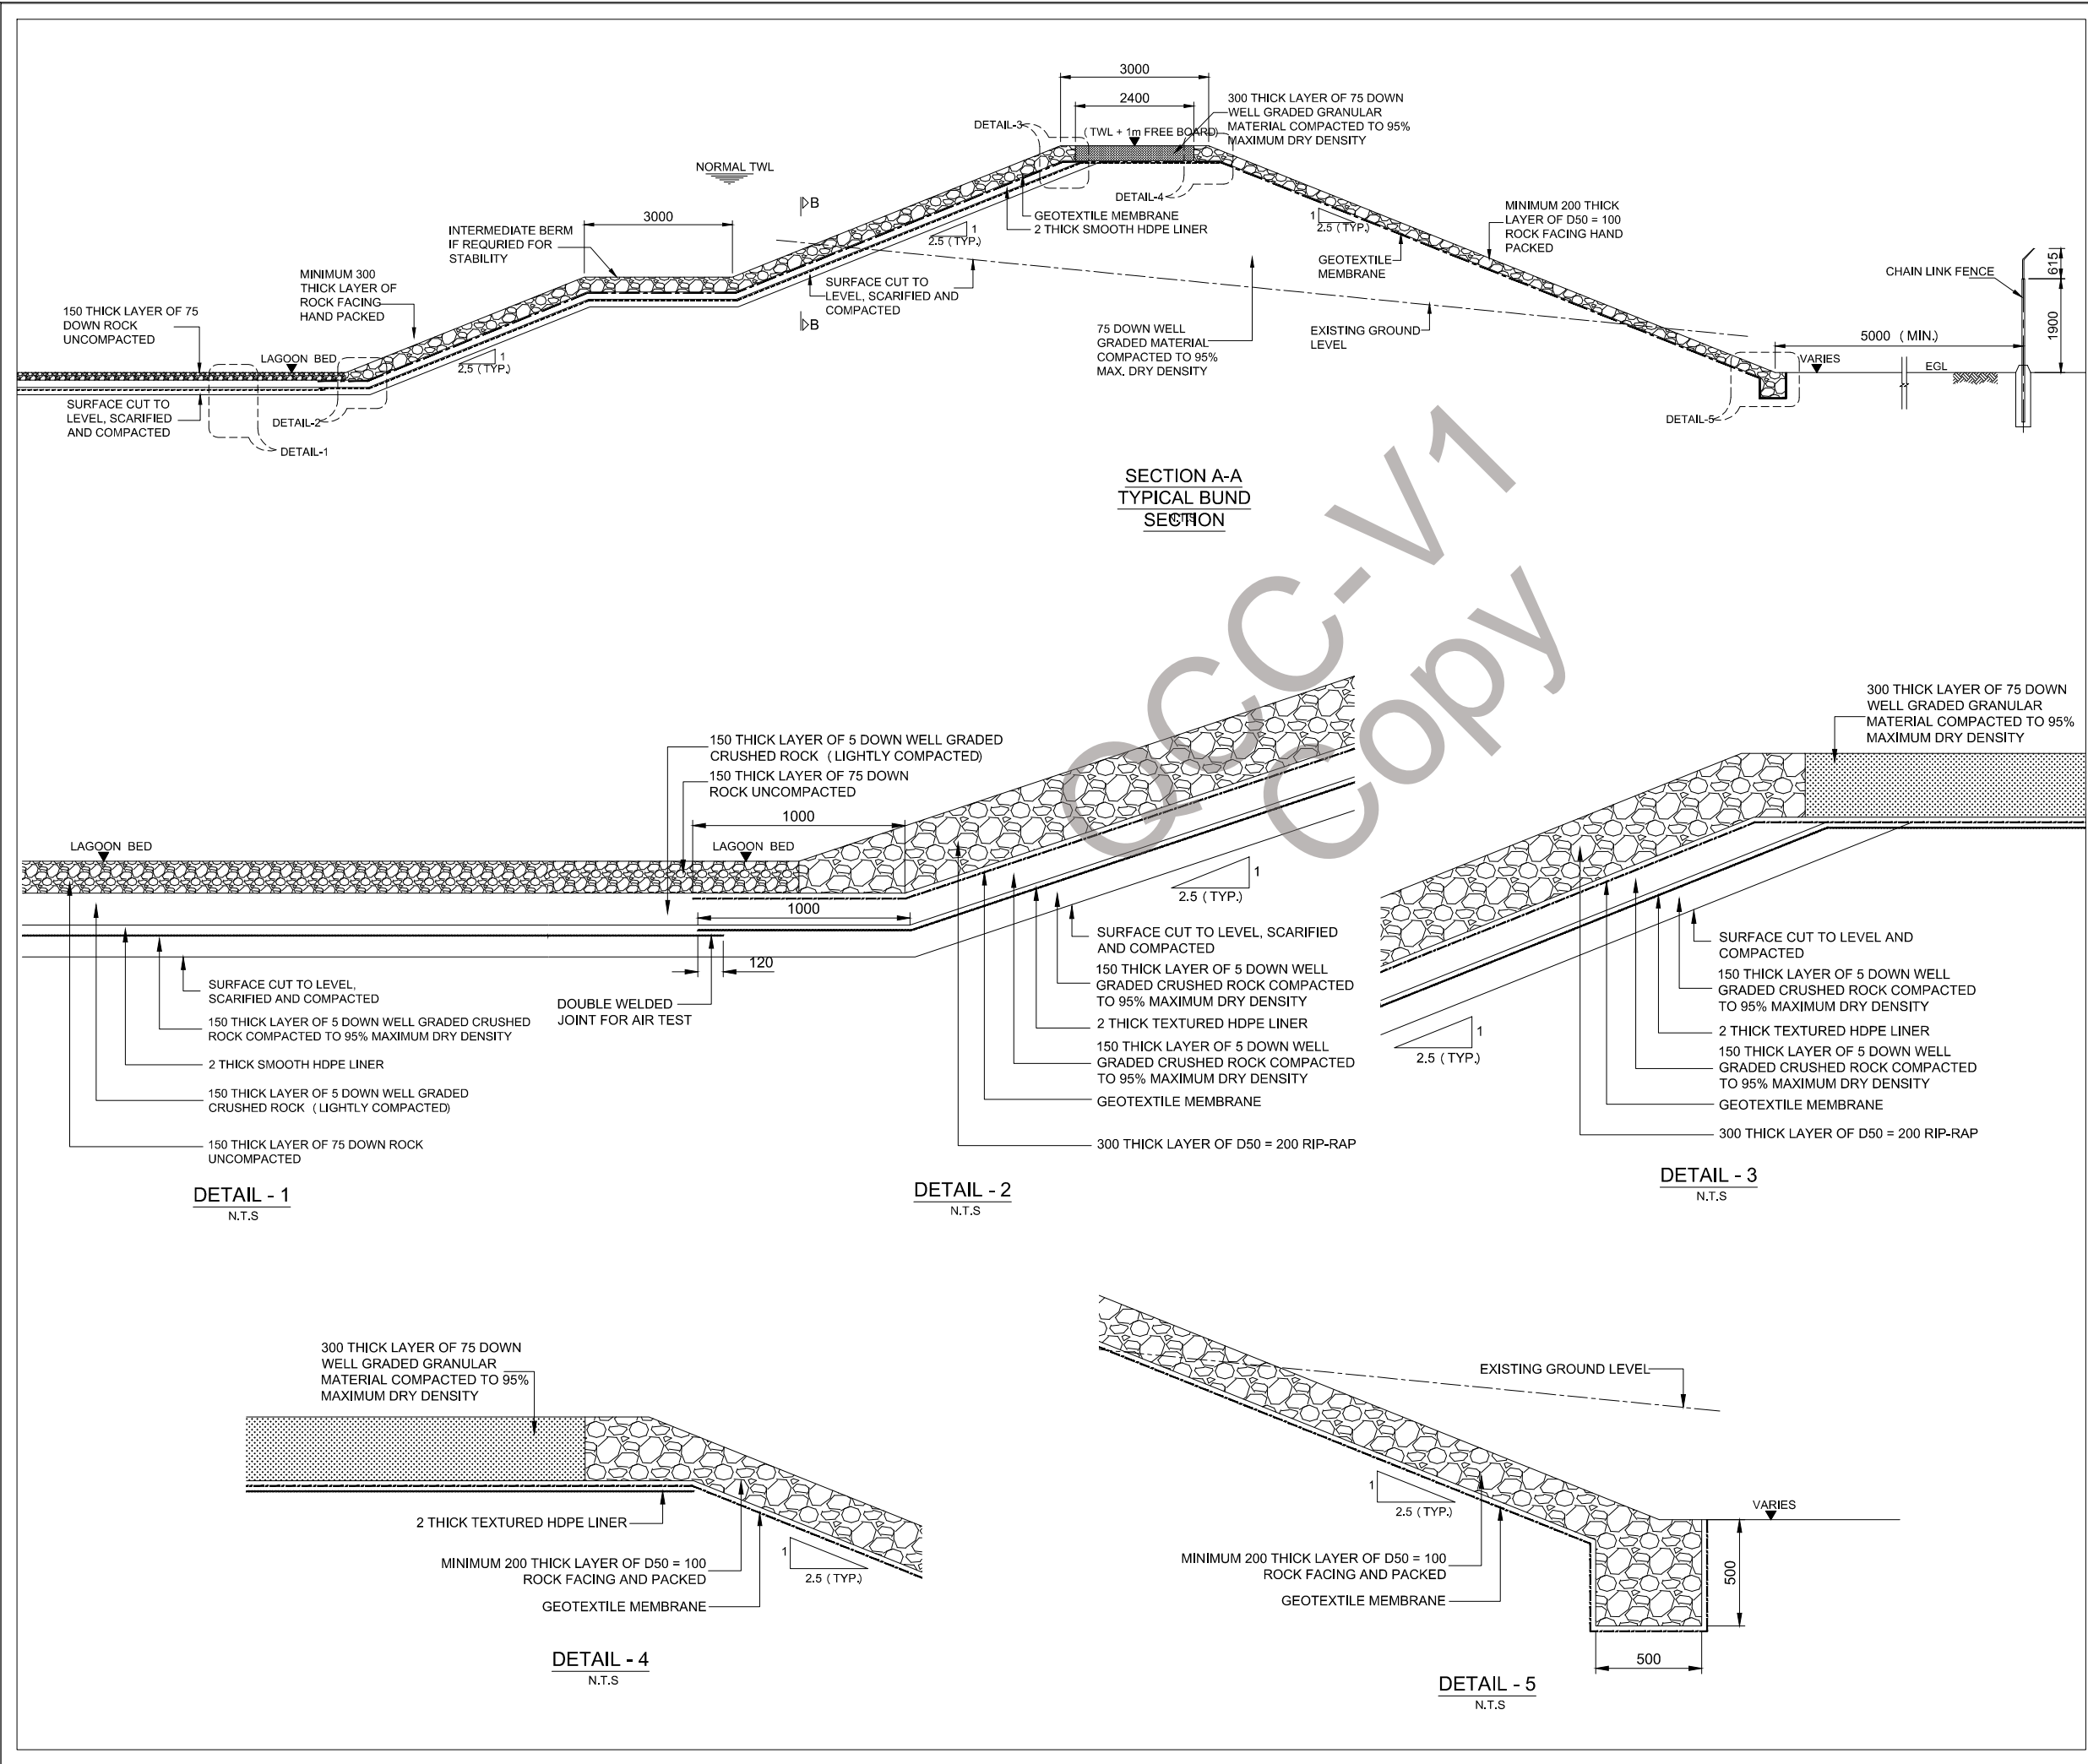 3000
2400
300 THICK LAYER OF 75 DOWN
WELL GRADED GRANULAR
MATERIAL COMPACTED TO 95%
MAXIMUM DRY DENSITY
DETAIL-3
( TWL + 1m FREE BOARD)
NORMAL TWL
DETAIL-4
B
3000
GEOTEXTILE MEMBRANE
2 THICK SMOOTH HDPE LINER
1
2.5 ( TYP.)
1
2.5 ( TYP.)
MINIMUM 200 THICK
LAYER OF D50 = 100
ROCK FACING HAND
PACKED
INTERMEDIATE BERM
IF REQURIED FOR
STABILITY
GEOTEXTILE
MEMBRANE
CHAIN LINK FENCE
615
1900
MINIMUM 300
THICK LAYER OF
ROCK FACING
HAND PACKED
SURFACE CUT TO
LEVEL, SCARIFIED AND
COMPACTED
150 THICK LAYER OF 75
DOWN ROCK
UNCOMPACTED
B
75 DOWN WELL
GRADED MATERIAL
COMPACTED TO 95%
MAX. DRY DENSITY
EXISTING GROUND
LEVEL
5000 ( MIN.)
LAGOON BED
1
2.5 ( TYP.)
VARIES
EGL
SURFACE CUT TO
LEVEL, SCARIFIED
AND COMPACTED
DETAIL-2
DETAIL-1
DETAIL-5
SECTION A-A
TYPICAL BUND
SECTION
N.T.S
QCC-V1
Copy
150 THICK LAYER OF 5 DOWN WELL GRADED
CRUSHED ROCK ( LIGHTLY COMPACTED)
150 THICK LAYER OF 75 DOWN
ROCK UNCOMPACTED
1000
LAGOON BED
LAGOON BED
1000
1
2.5 ( TYP.)
120
DOUBLE WELDED
JOINT FOR AIR TEST
SURFACE CUT TO LEVEL,
SCARIFIED AND COMPACTED
150 THICK LAYER OF 5 DOWN WELL GRADED CRUSHED
ROCK COMPACTED TO 95% MAXIMUM DRY DENSITY
2 THICK SMOOTH HDPE LINER
150 THICK LAYER OF 5 DOWN WELL GRADED
CRUSHED ROCK ( LIGHTLY COMPACTED)
150 THICK LAYER OF 75 DOWN ROCK
UNCOMPACTED
DETAIL - 1
N.T.S
SURFACE CUT TO LEVEL, SCARIFIED
AND COMPACTED
150 THICK LAYER OF 5 DOWN WELL
GRADED CRUSHED ROCK COMPACTED
TO 95% MAXIMUM DRY DENSITY
2 THICK TEXTURED HDPE LINER
150 THICK LAYER OF 5 DOWN WELL
GRADED CRUSHED ROCK COMPACTED
TO 95% MAXIMUM DRY DENSITY
GEOTEXTILE MEMBRANE
300 THICK LAYER OF D50 = 200 RIP-RAP
DETAIL - 2
N.T.S
300 THICK LAYER OF 75 DOWN
WELL GRADED GRANULAR
MATERIAL COMPACTED TO 95%
MAXIMUM DRY DENSITY
1
2.5 ( TYP.)
SURFACE CUT TO LEVEL AND
COMPACTED
150 THICK LAYER OF 5 DOWN WELL
GRADED CRUSHED ROCK COMPACTED
TO 95% MAXIMUM DRY DENSITY
2 THICK TEXTURED HDPE LINER
150 THICK LAYER OF 5 DOWN WELL
GRADED CRUSHED ROCK COMPACTED
TO 95% MAXIMUM DRY DENSITY
GEOTEXTILE MEMBRANE
300 THICK LAYER OF D50 = 200 RIP-RAP
DETAIL - 3
N.T.S
300 THICK LAYER OF 75 DOWN
WELL GRADED GRANULAR
MATERIAL COMPACTED TO 95%
MAXIMUM DRY DENSITY
2 THICK TEXTURED HDPE LINER
MINIMUM 200 THICK LAYER OF D50 = 100
ROCK FACING AND PACKED
GEOTEXTILE MEMBRANE
1
2.5 ( TYP.)
DETAIL - 4
N.T.S
EXISTING GROUND LEVEL
1
2.5 ( TYP.)
VARIES
MINIMUM 200 THICK LAYER OF D50 = 100
ROCK FACING AND PACKED
GEOTEXTILE MEMBRANE
500
500
DETAIL - 5
N.T.S